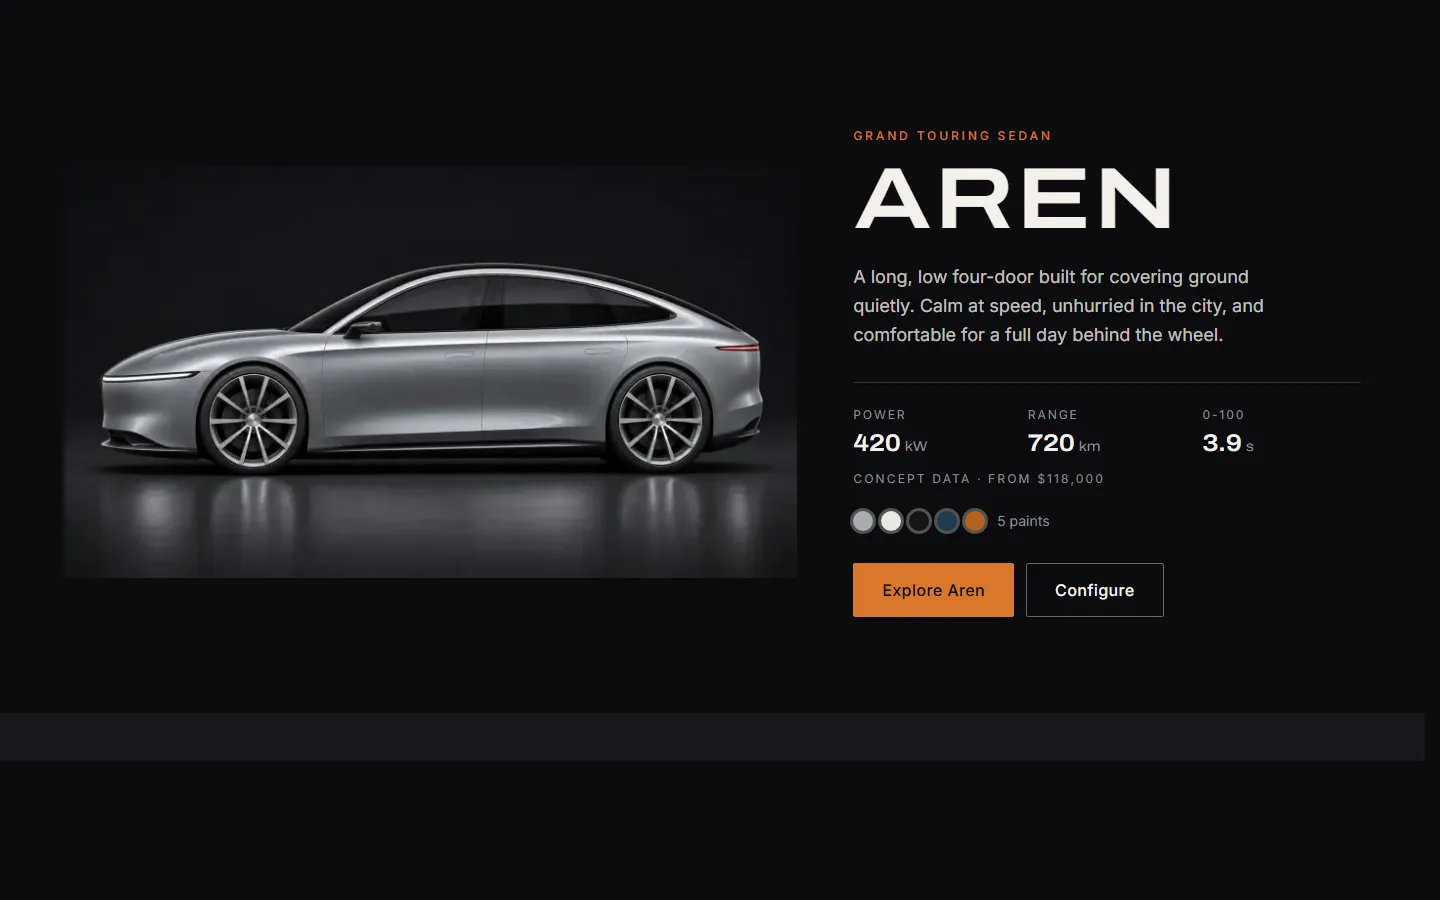 GRAND TOURING SEDAN
AREN
A long, low four-door built for covering ground
quietly. Calm at speed, unhurried in the city, and
comfortable for a full day behind the wheel.
POWER
420 kW
RANGE
720 km
0-100
3.9 s
CONCEPT DATA · FROM $118,000
5 paints
Explore Aren
Configure